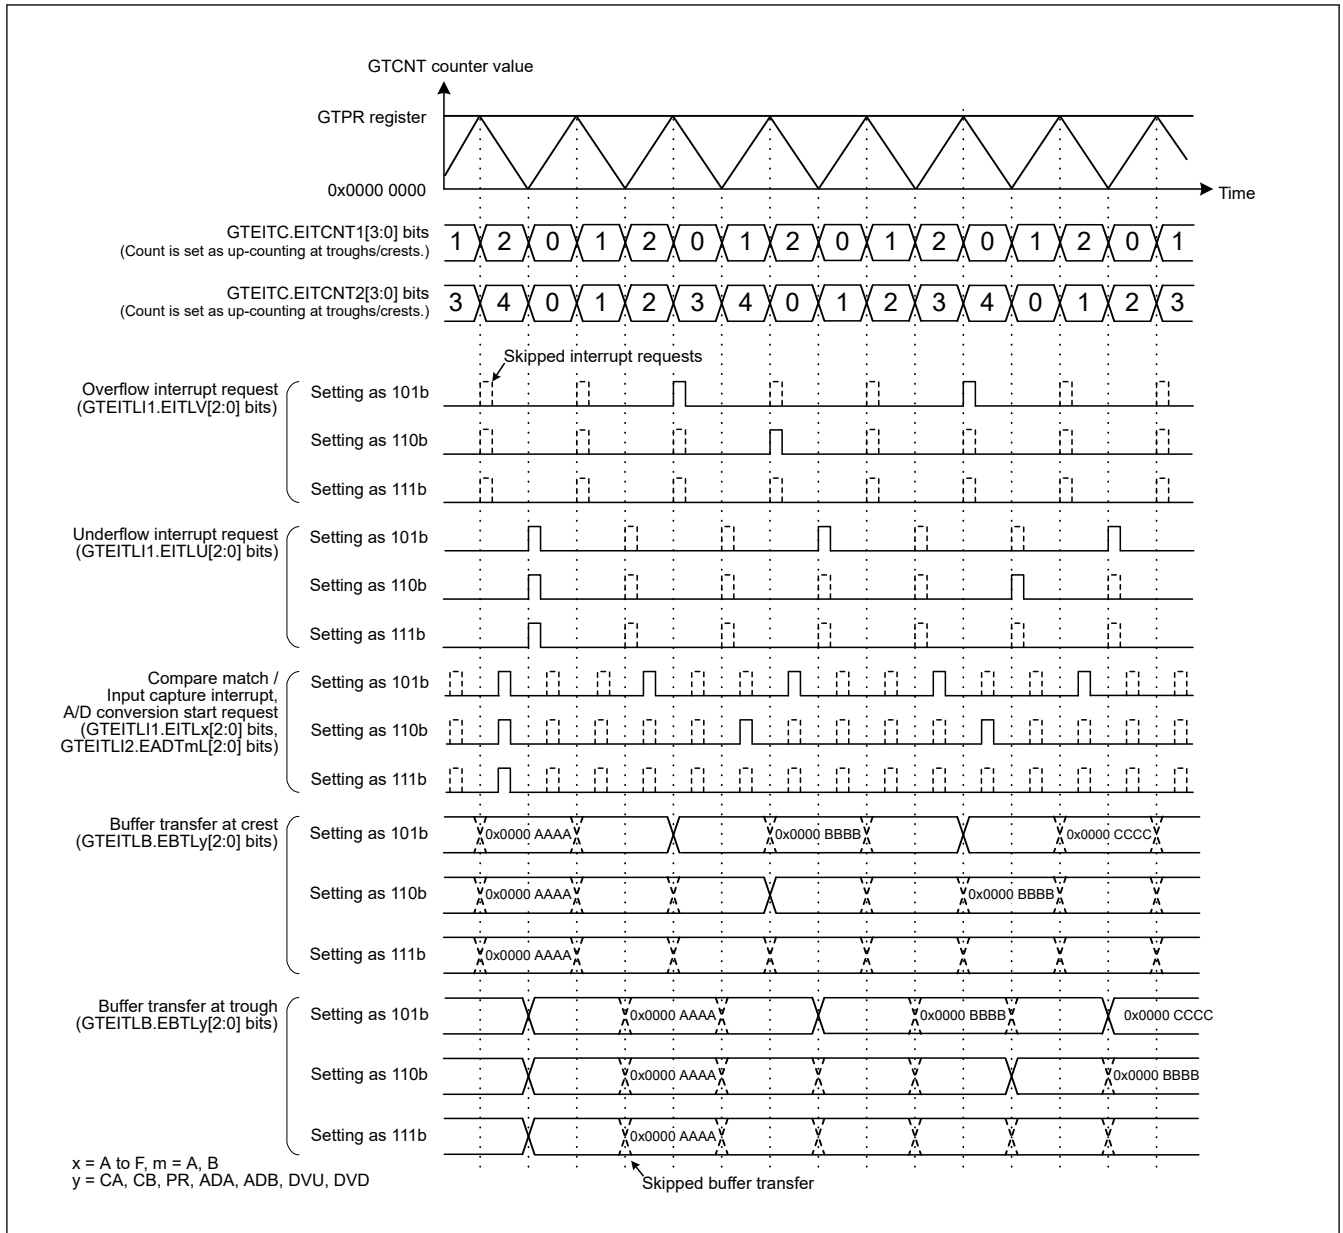 GTCNT counter value
GTPR register
0x0000 0000
Time
GTEITC.EITCNT1[3:0] bits
(Count is set as up-counting at troughs/crests.)
1 2 0 1 2 0 1 2 0 1 2 0 1 2 0 1
GTEITC.EITCNT2[3:0] bits
(Count is set as up-counting at troughs/crests.)
3 4 0 1 2 3 4 0 1 2 3 4 0 1 2 3
Skipped interrupt requests
Overflow interrupt request
(GTEITLI1.EITLV[2:0] bits)
Setting as 101b
Setting as 110b
Setting as 111b
Underflow interrupt request
(GTEITLI1.EITLU[2:0] bits)
Setting as 101b
Setting as 110b
Setting as 111b
Compare match /
Input capture interrupt,
A/D conversion start request
(GTEITLI1.EITLx[2:0] bits,
GTEITLI2.EADTmL[2:0] bits)
Setting as 101b
Setting as 110b
Setting as 111b
Buffer transfer at crest
(GTEITLB.EBTLy[2:0] bits)
Setting as 101b 0x0000 AAAA 0x0000 BBBB 0x0000 CCCC
Setting as 110b 0x0000 AAAA 0x0000 BBBB
Setting as 111b 0x0000 AAAA
Buffer transfer at trough
(GTEITLB.EBTLy[2:0] bits)
Setting as 101b 0x0000 AAAA 0x0000 BBBB 0x0000 CCCC
Setting as 110b 0x0000 AAAA 0x0000 BBBB
Setting as 111b 0x0000 AAAA
x = A to F, m = A, B
y = CA, CB, PR, ADA, ADB, DVU, DVD
Skipped buffer transfer